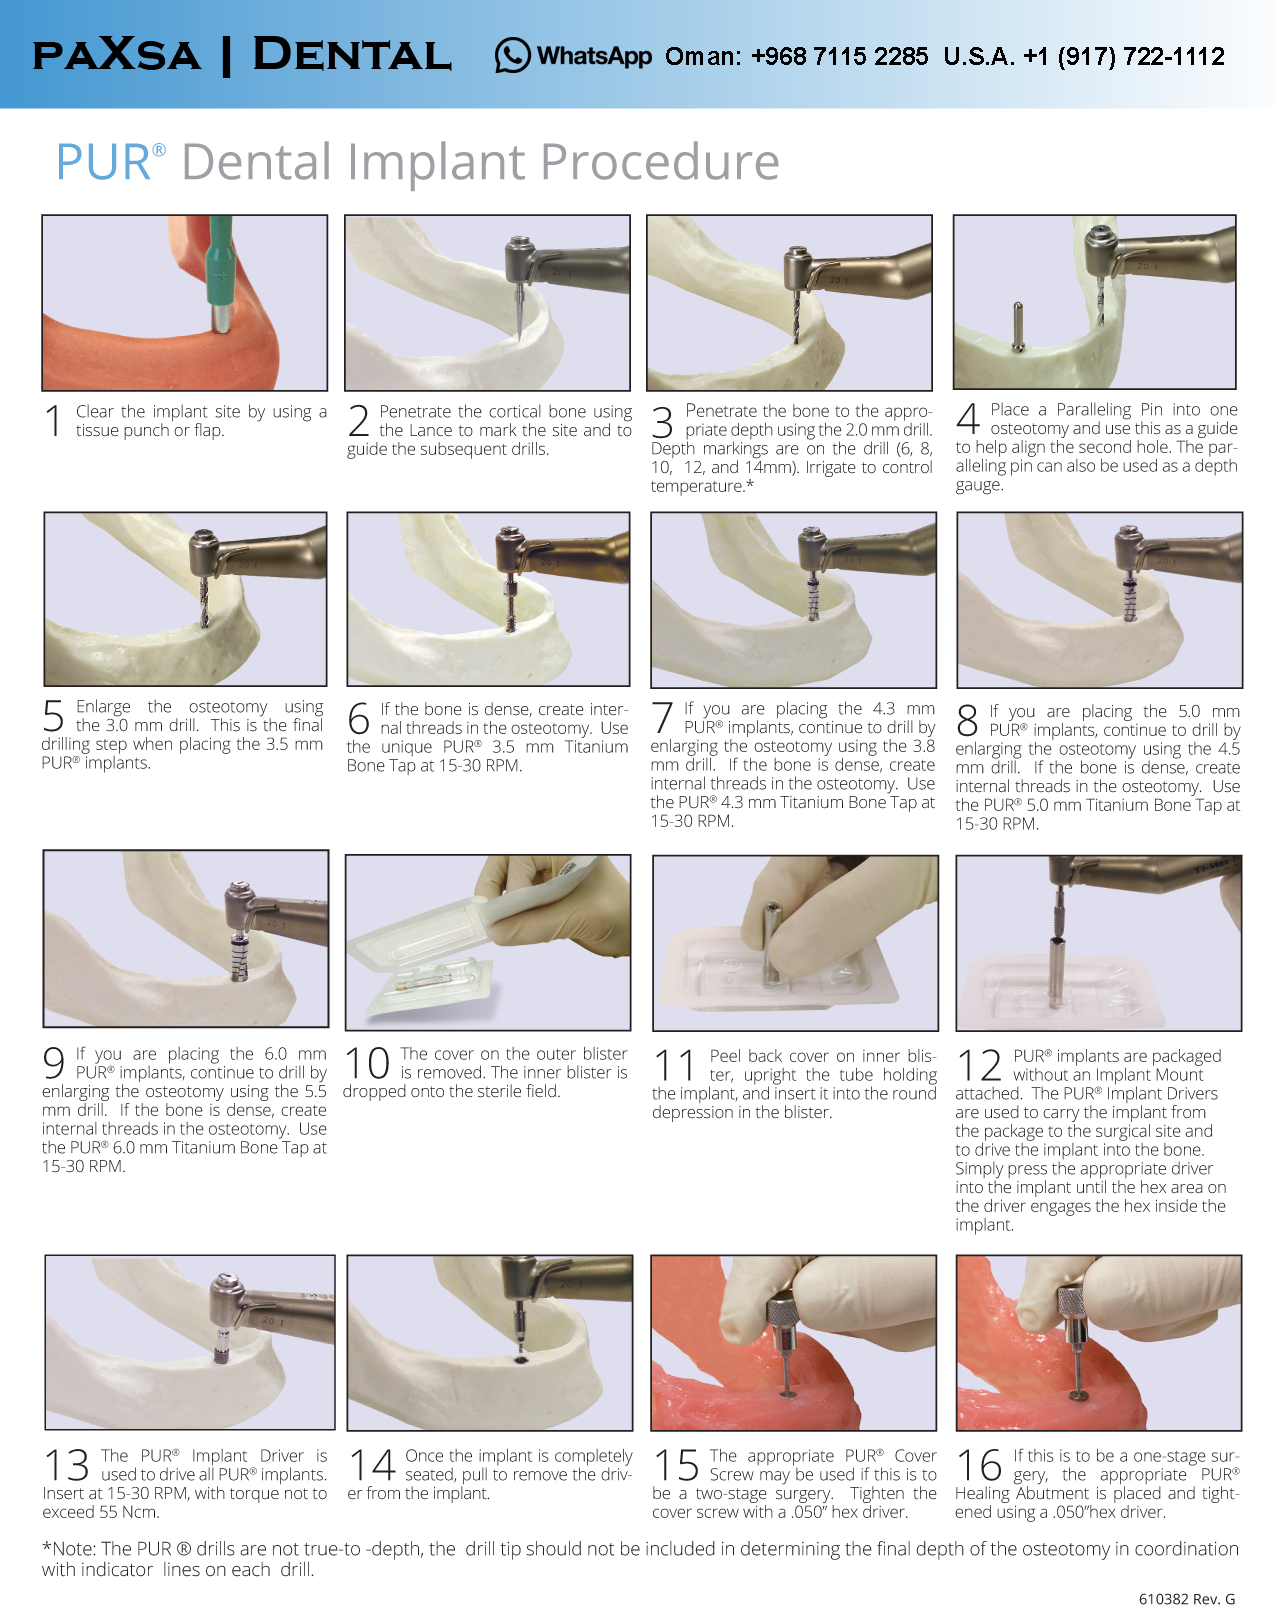 PAXSA | DENTAL WhatsApp Oman: +968 7115 2285 U.S.A. +1 (917) 722-1112
PUR® Dental Implant Procedure
1 Clear the implant site by using a
tissue punch or flap.
2 Penetrate the cortical bone using
the Lance to mark the site and to
guide the subsequent drills.
3 Penetrate the bone to the appro-
priate depth using the 2.0 mm drill.
Depth markings are on the drill (6, 8,
10, 12, and 14mm). Irrigate to control
temperature.*
4 Place a Paralleling Pin into one
osteotomy and use this as a guide
to help align the second hole. The par-
alleling pin can also be used as a depth
gauge.
5 Enlarge the osteotomy using
the 3.0 mm drill. This is the final
drilling step when placing the 3.5 mm
PUR® implants.
6 If the bone is dense, create inter-
nal threads in the osteotomy. Use
the unique PUR® 3.5 mm Titanium
Bone Tap at 15-30 RPM.
7 If you are placing the 4.3 mm
PUR® implants, continue to drill by
enlarging the osteotomy using the 3.8
mm drill. If the bone is dense, create
internal threads in the osteotomy. Use
the PUR® 4.3 mm Titanium Bone Tap at
15-30 RPM.
8 If you are placing the 5.0 mm
PUR® implants, continue to drill by
enlarging the osteotomy using the 4.5
mm drill. If the bone is dense, create
internal threads in the osteotomy. Use
the PUR® 5.0 mm Titanium Bone Tap at
15-30 RPM.
9 If you are placing the 6.0 mm
PUR® implants, continue to drill by
enlarging the osteotomy using the 5.5
mm drill. If the bone is dense, create
internal threads in the osteotomy. Use
the PUR® 6.0 mm Titanium Bone Tap at
15-30 RPM.
10 The cover on the outer blister
is removed. The inner blister is
dropped onto the sterile field.
11 Peel back cover on inner blis-
ter, upright the tube holding
the implant, and insert it into the round
depression in the blister.
12 PUR® implants are packaged
without an Implant Mount
attached. The PUR® Implant Drivers
are used to carry the implant from
the package to the surgical site and
to drive the implant into the bone.
Simply press the appropriate driver
into the implant until the hex area on
the driver engages the hex inside the
implant.
13 The PUR® Implant Driver is
used to drive all PUR® implants.
Insert at 15-30 RPM, with torque not to
exceed 55 Ncm.
14 Once the implant is completely
seated, pull to remove the driv-
er from the implant.
15 The appropriate PUR® Cover
Screw may be used if this is to
be a two-stage surgery. Tighten the
cover screw with a .050” hex driver.
16 If this is to be a one-stage sur-
gery, the appropriate PUR®
Healing Abutment is placed and tight-
ened using a .050”hex driver.
*Note: The PUR ® drills are not true-to -depth, the drill tip should not be included in determining the final depth of the osteotomy in coordination
with indicator lines on each drill.
610382 Rev. G